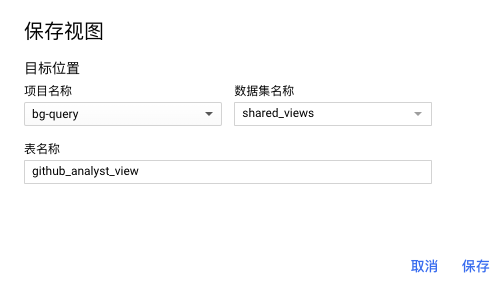 保存视图
目标位置
项目名称
数据集名称
bg-query
shared_views
表名称
github_analyst_view
取消
保存